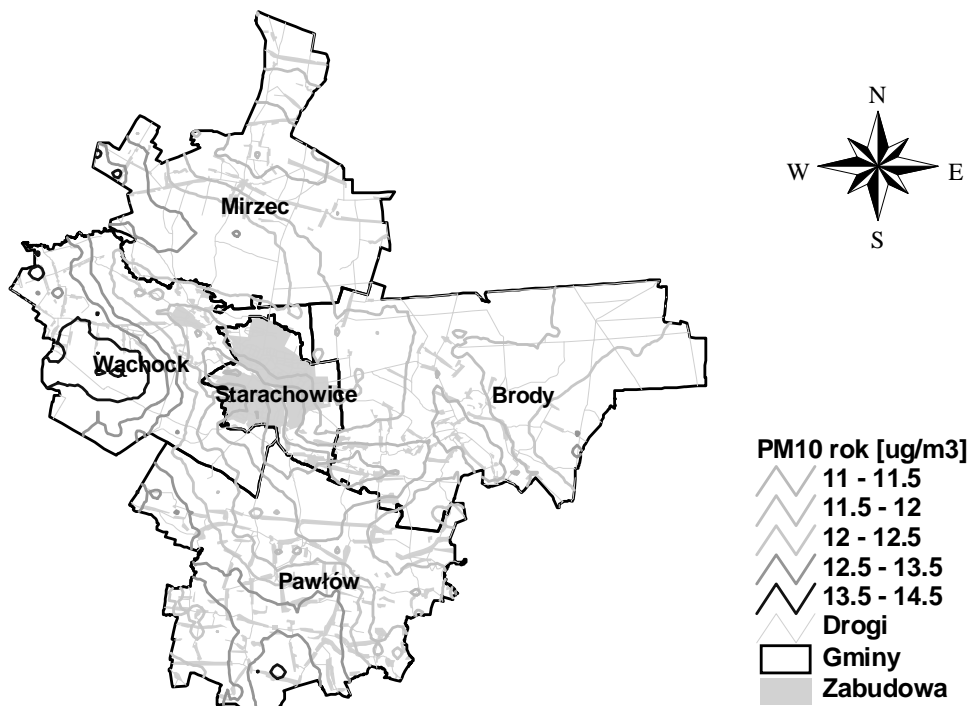 N
W
E
S
Mirzec
Wąchock
Starachowice
Brody
Pawłów
PM10 rok [ug/m3]
11 - 11.5
11.5 - 12
12 - 12.5
12.5 - 13.5
13.5 - 14.5
Drogi
Gminy
Zabudowa